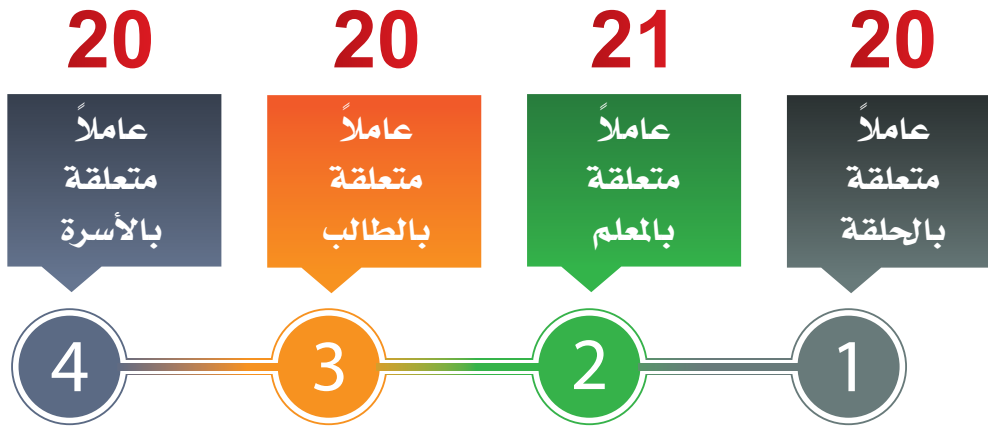 20
عاملاً
متعلقة
بالحلقة
1
21
عاملاً
متعلقة
بالمعلم
2
20
عاملاً
متعلقة
بالطالب
3
20
عاملاً
متعلقة
بالأسرة
4